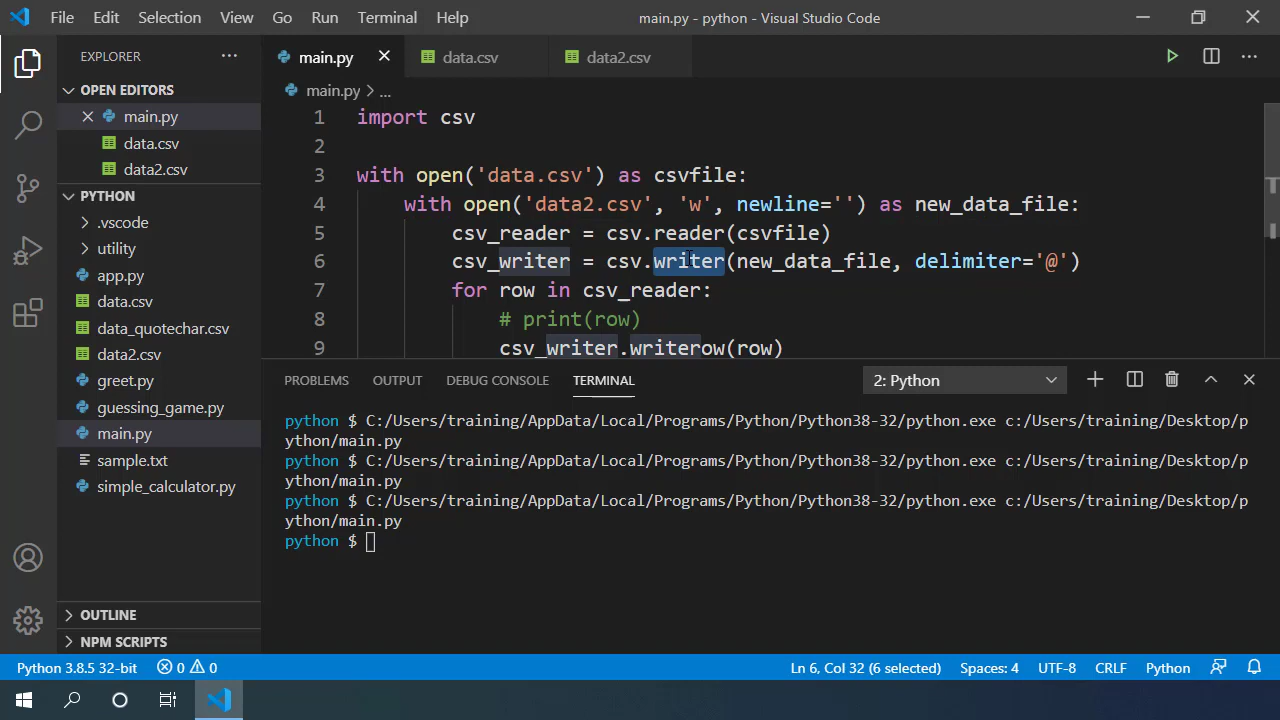 File Edit Selection View Go Run Terminal Help main.py - python - Visual Studio Code
EXPLORER
main.py data.csv data2.csv
OPEN EDITORS
main.py
data.csv
data2.csv
PYTHON
.vscode
utility
app.py
data.csv
data_quotechar.csv
data2.csv
greet.py
guessing_game.py
main.py
sample.txt
simple_calculator.py
OUTLINE
NPM SCRIPTS
main.py > ...
1 import csv
2
3 with open('data.csv') as csvfile:
4 with open('data2.csv', 'w', newline='') as new_data_file:
5 csv_reader = csv.reader(csvfile)
6 csv_writer = csv.writer(new_data_file, delimiter='@')
7 for row in csv_reader:
8 # print(row)
9 csv_writer.writerow(row)
PROBLEMS OUTPUT DEBUG CONSOLE TERMINAL 2: Python
python $ C:/Users/training/AppData/Local/Programs/Python/Python38-32/python.exe c:/Users/training/Desktop/p
ython/main.py
python $ C:/Users/training/AppData/Local/Programs/Python/Python38-32/python.exe c:/Users/training/Desktop/p
ython/main.py
python $ C:/Users/training/AppData/Local/Programs/Python/Python38-32/python.exe c:/Users/training/Desktop/p
ython/main.py
python $
Python 3.8.5 32-bit 0 0 Ln 6, Col 32 (6 selected) Spaces: 4 UTF-8 CRLF Python